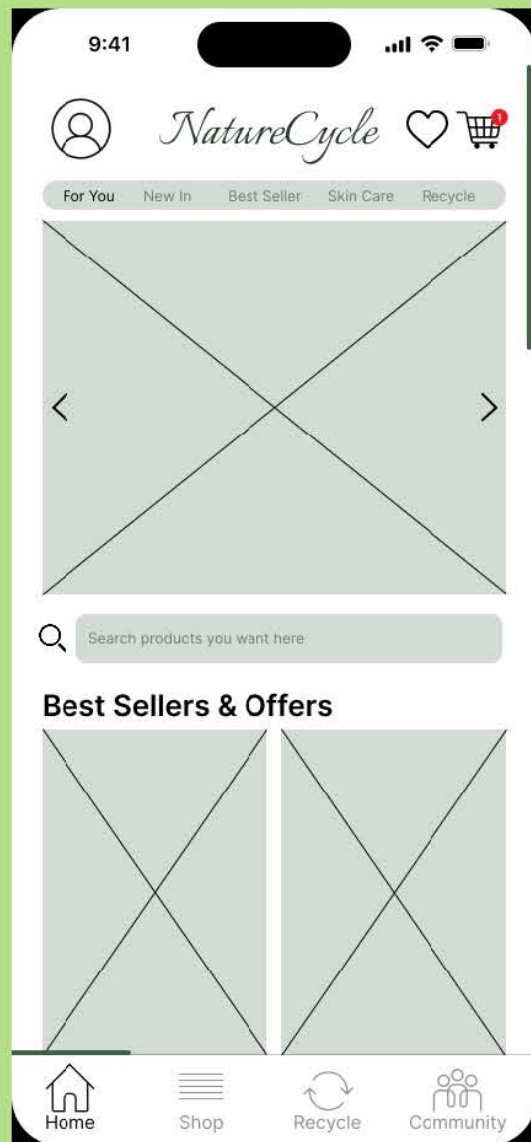 9:41
NatureCycle
1
For You New In Best Seller Skin Care Recycle
Search products you want here
Best Sellers & Offers
Home Shop Recycle Community